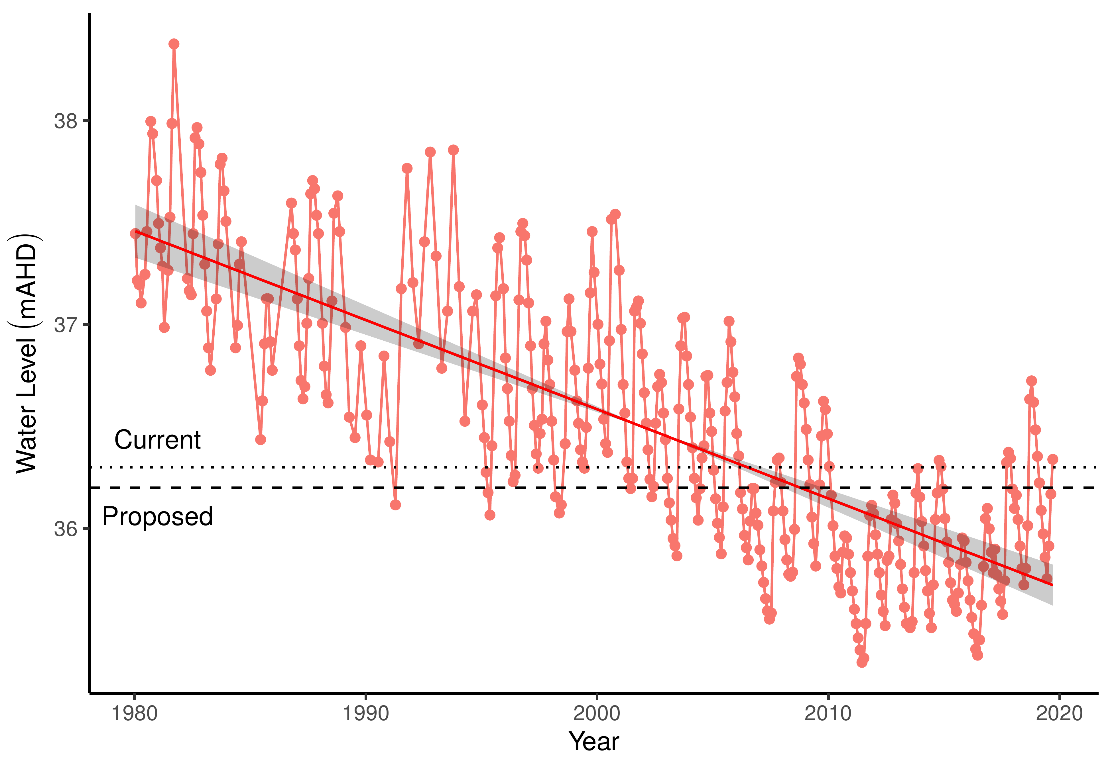 38
37
36
Water Level (mAHD)
Current
Proposed
1980 1990 2000 2010 2020
Year